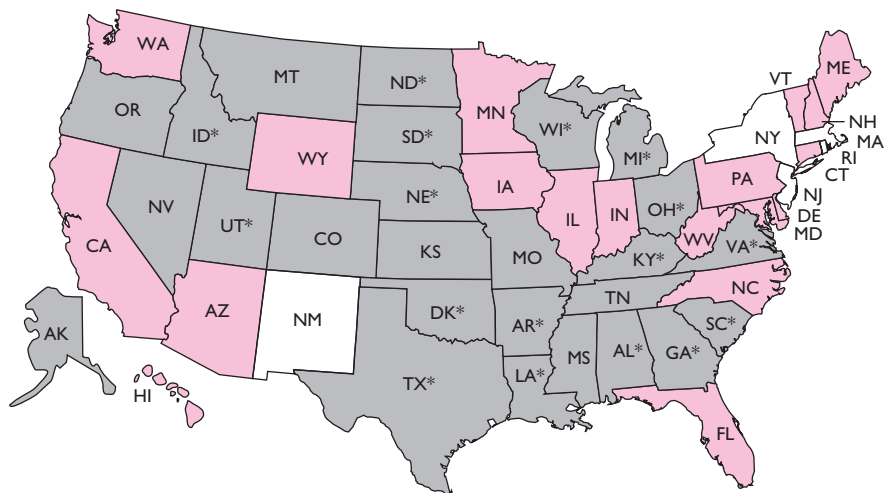 WA
ME
VT
MT
ND*
MN
OR
NH
ID*
SD*
WI*
NY
MA
WY
MI*
RI
CT
IA
PA
NE*
NJ
NV
IL
IN
OH*
DE
UT*
MD
CO
WV
CA
KS
MO
KY*
VA*
NC
TN
AZ
DK*
NM
AR*
SC*
AK
MS
AL*
GA*
LA*
TX*
HI
FL